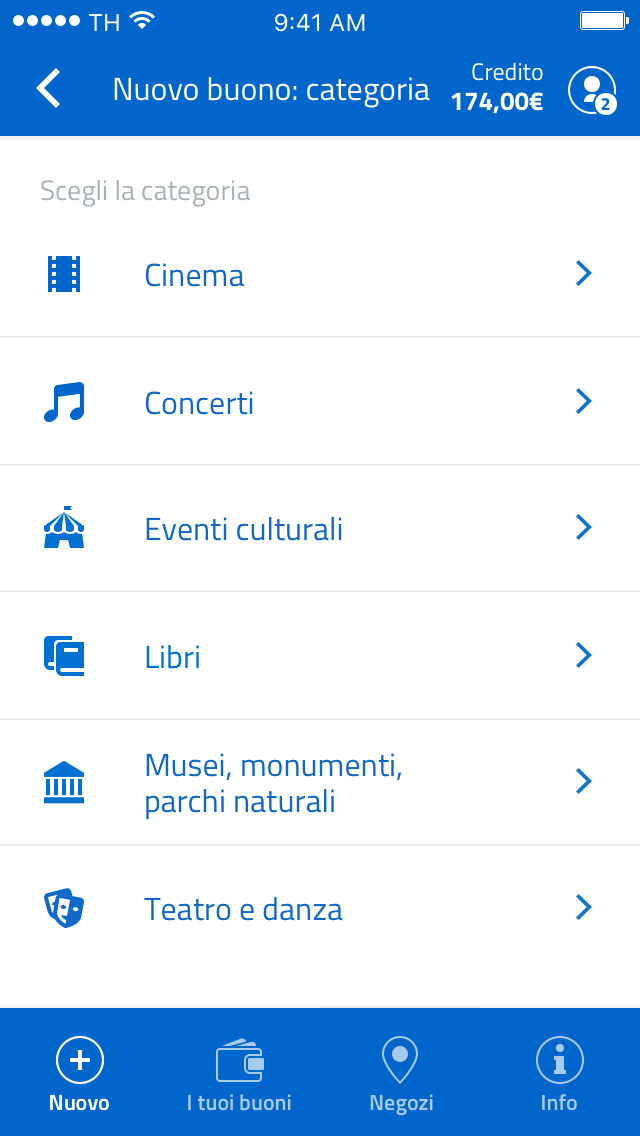 TH 9:41 AM
Nuovo buono: categoria
Credito
174,00€
2
Scegli la categoria
Cinema
Concerti
Eventi culturali
Libri
Musei, monumenti,
parchi naturali
Teatro e danza
Nuovo I tuoi buoni Negozi Info